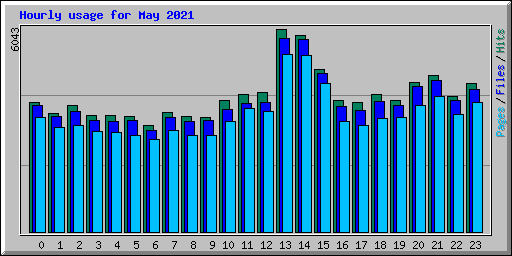 Hourly usage for May 2021
6043
Pages/Files/Hits
0 1 2 3 4 5 6 7 8 9 10 11 12 13 14 15 16 17 18 19 20 21 22 23